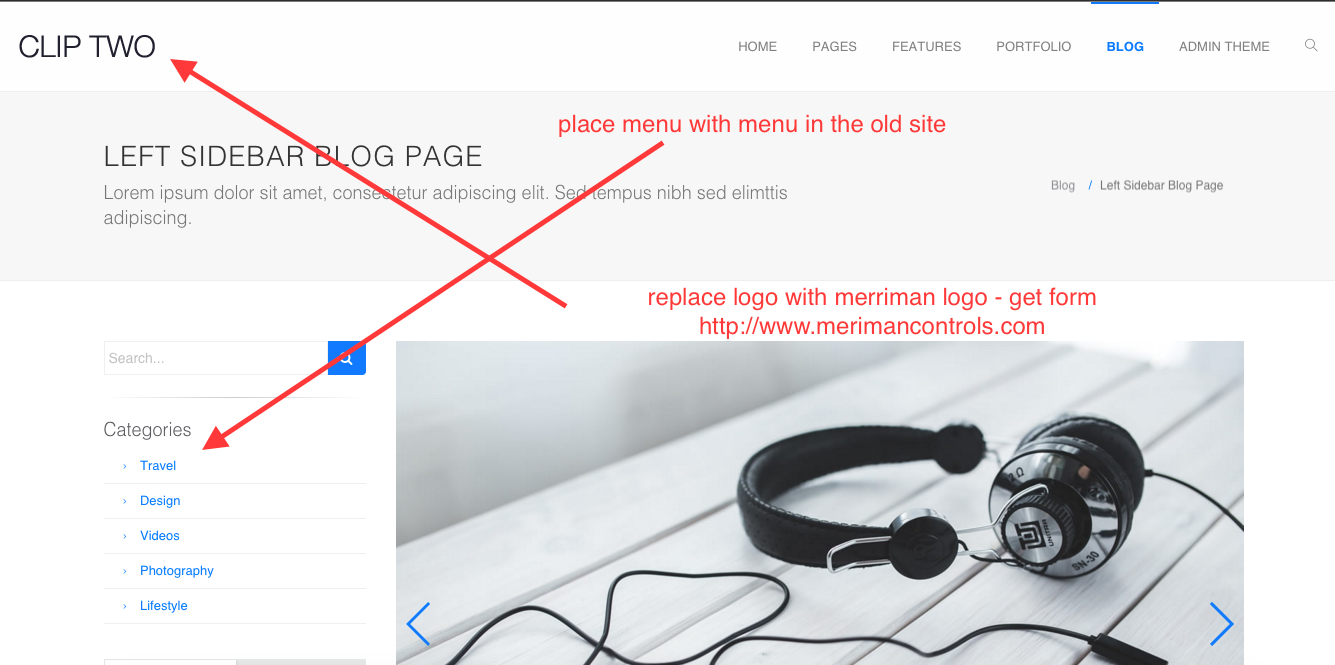 CLIP TWO
HOME PAGES FEATURES PORTFOLIO BLOG ADMIN THEME
place menu with menu in the old site
LEFT SIDEBAR BLOG PAGE
Lorem ipsum dolor sit amet, consectetur adipiscing elit. Sed tempus nibh sed elimttis
adipiscing.
Blog / Left Sidebar Blog Page
replace logo with merriman logo - get form
http://www.merimancontrols.com
Search...
Categories
› Travel
› Design
› Videos
› Photography
› Lifestyle
Ω
UNITRA
SN-30